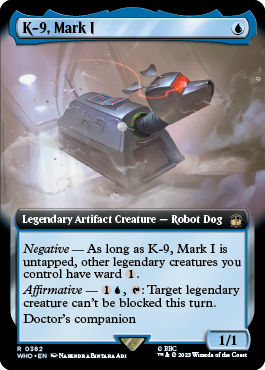 K-9, Mark I
Legendary Artifact Creature — Robot Dog
Negative — As long as K-9, Mark I is
untapped, other legendary creatures you
control have ward 1.
Affirmative — 1, : Target legendary
creature can't be blocked this turn.
Doctor's companion
1/1
R 0362
WHO • EN Nahendra Bintara Adi
© BBC
™ & © 2023 Wizards of the Coast